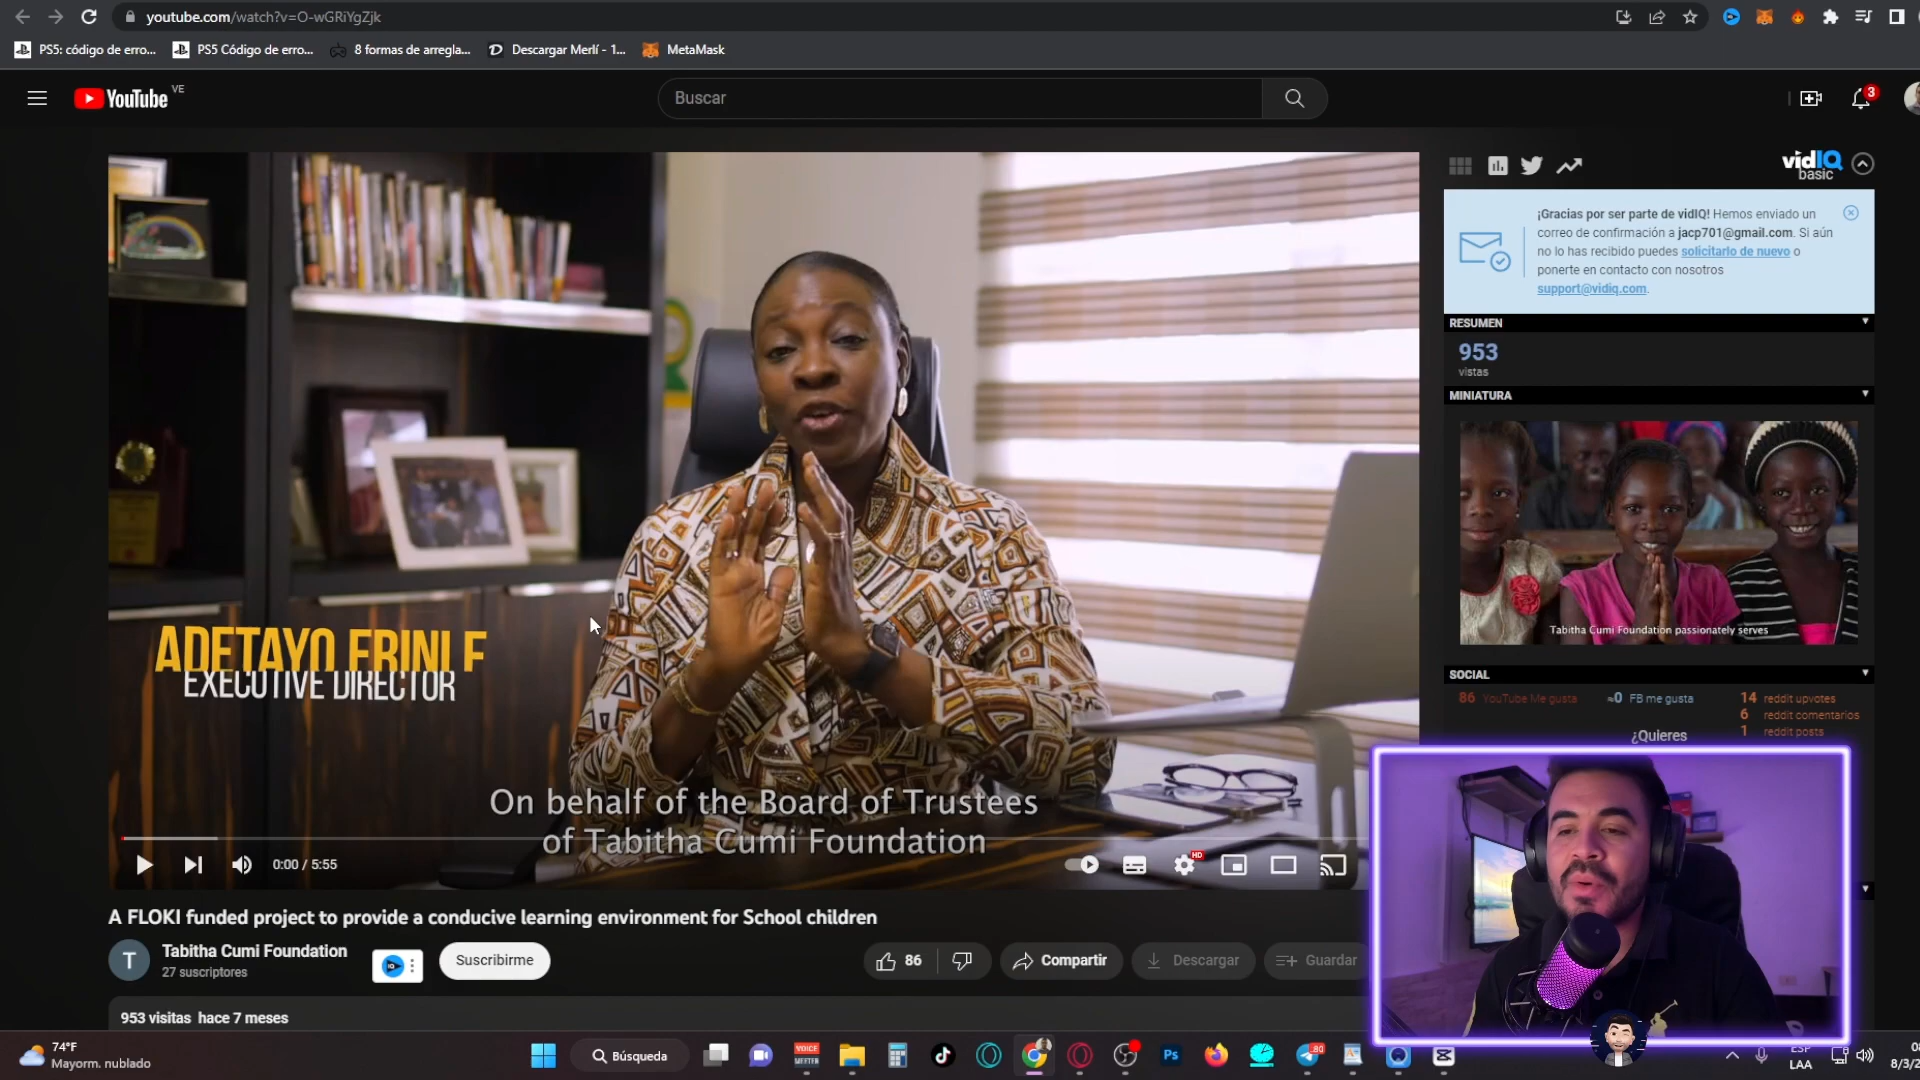 youtube.com/watch?v=O-wGRiYgZjk
PS5: código de erro...
PS5 Código de erro...
8 formas de arregla...
Descargar Merlí - 1...
MetaMask
YouTube VE
Buscar
3
vidIQ
basic
¡Gracias por ser parte de vidIQ! Hemos enviado un
correo de confirmación a jacp701@gmail.com. Si aún
no lo has recibido puedes solicitarlo de nuevo o
ponerte en contacto con nosotros
support@vidiq.com.
RESUMEN
953
vistas
MINIATURA
Tabitha Cumi Foundation passionately serves
SOCIAL
86 YouTube Me gusta
≈0 FB me gusta
14 reddit upvotes
6 reddit comentarios
1 reddit posts
¿Quieres
ADETAYO ERINLE
EXECUTIVE DIRECTOR
On behalf of the Board of Trustees
of Tabitha Cumi Foundation
0:00 / 5:55
HD
A FLOKI funded project to provide a conducive learning environment for School children
T
Tabitha Cumi Foundation
27 suscriptores
Suscribirme
86
Compartir
Descargar
Guardar
953 visitas hace 7 meses
74°F
Mayorm. nublado
Búsqueda
VOICE
MEETER
Ps
80
ESP
LAA